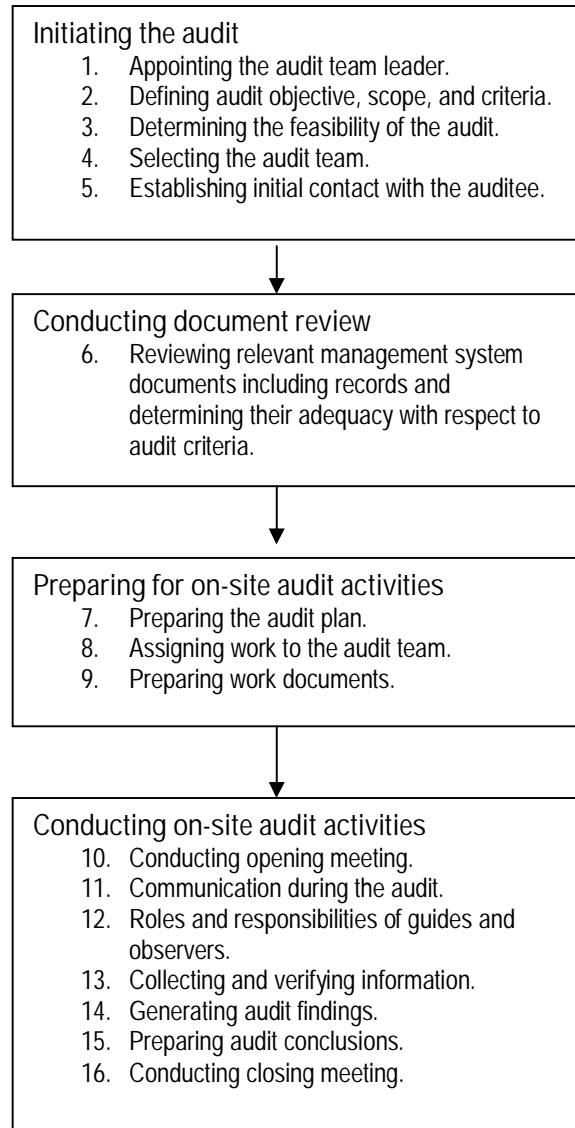 Initiating the audit
1. Appointing the audit team leader.
2. Defining audit objective, scope, and criteria.
3. Determining the feasibility of the audit.
4. Selecting the audit team.
5. Establishing initial contact with the auditee.
Conducting document review
6. Reviewing relevant management system
documents including records and
determining their adequacy with respect to
audit criteria.
Preparing for on-site audit activities
7. Preparing the audit plan.
8. Assigning work to the audit team.
9. Preparing work documents.
Conducting on-site audit activities
10. Conducting opening meeting.
11. Communication during the audit.
12. Roles and responsibilities of guides and
observers.
13. Collecting and verifying information.
14. Generating audit findings.
15. Preparing audit conclusions.
16. Conducting closing meeting.